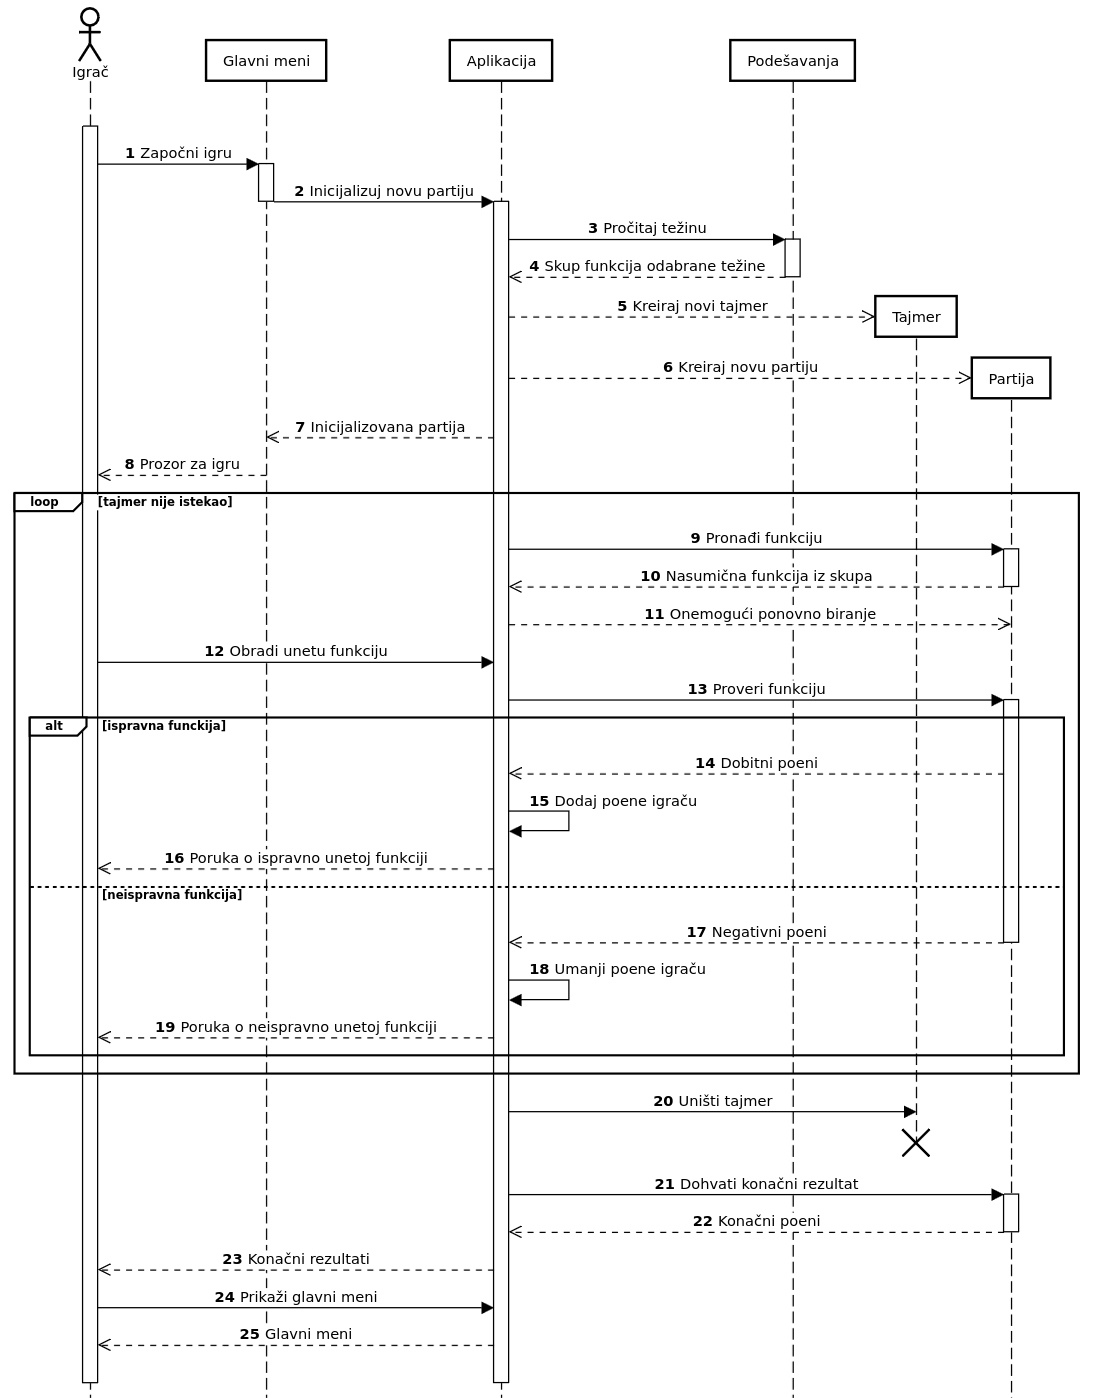 Igrač
Glavni meni
Aplikacija
Podešavanja
1 Započni igru
2 Inicijalizuj novu partiju
3 Pročitaj težinu
4 Skup funkcija odabrane težine
5 Kreiraj novi tajmer
Tajmer
6 Kreiraj novu partiju
Partija
7 Inicijalizovana partija
8 Prozor za igru
loop [tajmer nije istekao]
9 Pronađi funkciju
10 Nasumična funkcija iz skupa
11 Onemogući ponovno biranje
12 Obradi unetu funkciju
13 Proveri funkciju
alt [ispravna funckija]
14 Dobitni poeni
15 Dodaj poene igraču
16 Poruka o ispravno unetoj funkciji
[neispravna funkcija]
17 Negativni poeni
18 Umanji poene igraču
19 Poruka o neispravno unetoj funkciji
20 Uništi tajmer
21 Dohvati konačni rezultat
22 Konačni poeni
23 Konačni rezultati
24 Prikaži glavni meni
25 Glavni meni